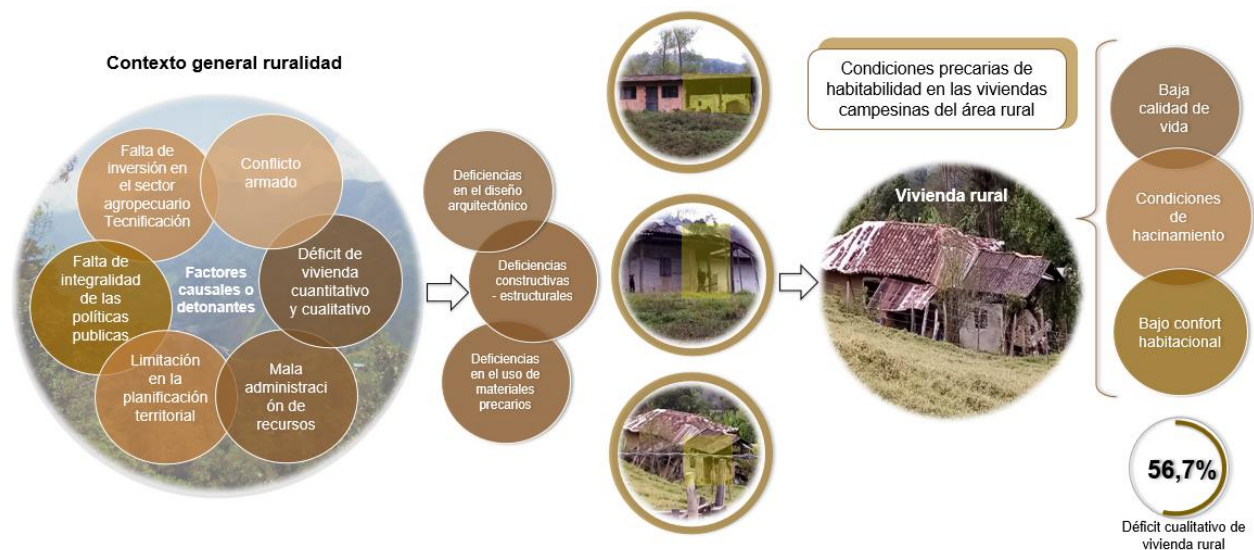 Contexto general ruralidad
Falta de
inversión en
el sector
agropecuario
Tecnificación
Conflicto
armado
Falta de
integralidad
de las
políticas
publicas
Factores
causales o
detonantes
Déficit de
vivienda
cuantitativo
y cualitativo
Limitación
en la
planificación
territorial
Mala
administraci
ón de
recursos
Deficiencias
en el diseño
arquitectónico
Deficiencias
constructivas
- estructurales
Deficiencias
en el uso de
materiales
precarios
Condiciones precarias de
habitabilidad en las viviendas
campesinas del área rural
Vivienda rural
Baja
calidad de
vida
Condiciones
de
hacinamiento
Bajo confort
habitacional
56,7%
Déficit cualitativo de
vivienda rural